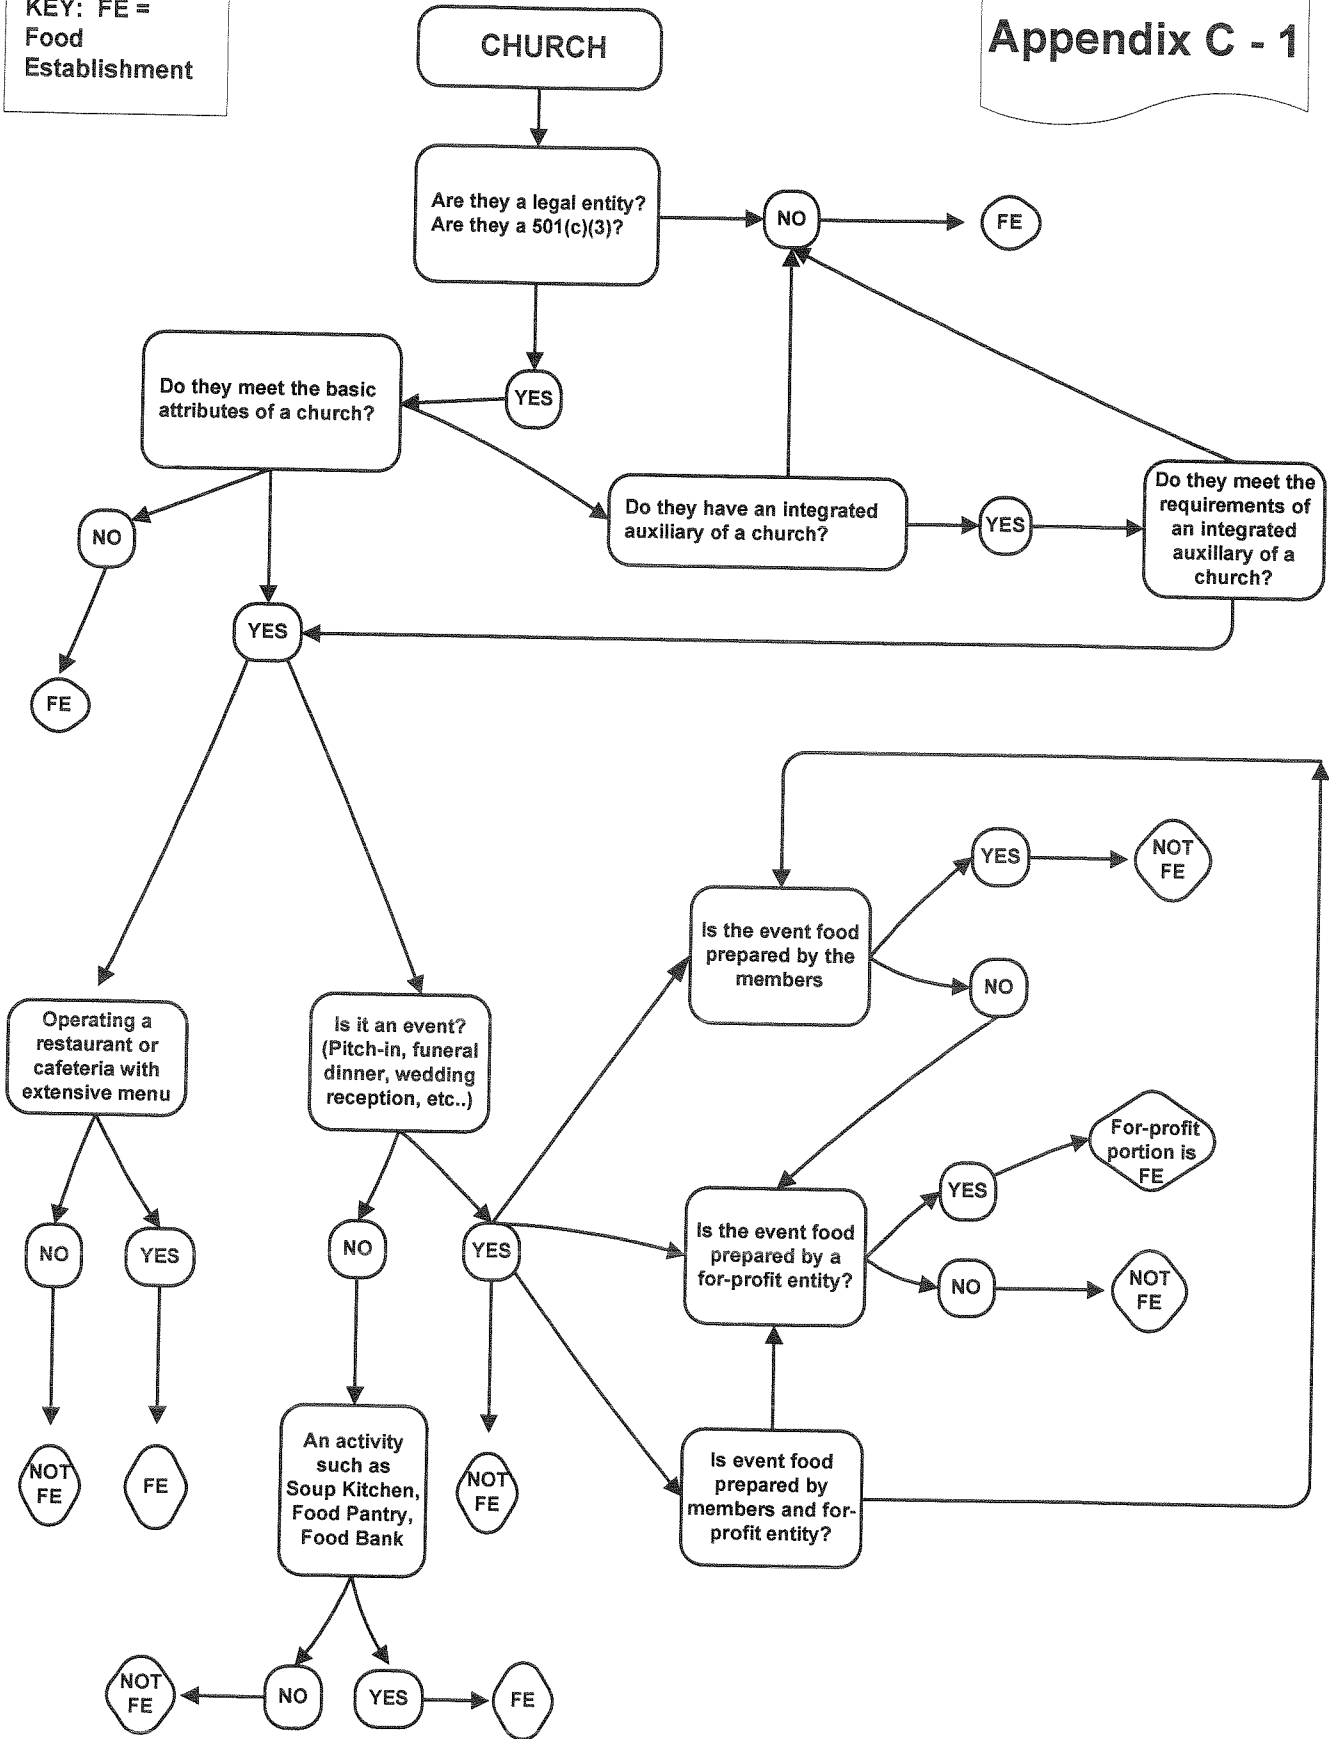 KEY: FE =
Food
Establishment
CHURCH
Appendix C - 1
Are they a legal entity?
Are they a 501(c)(3)?
NO
FE
Do they meet the basic
attributes of a church?
YES
Do they have an integrated
auxiliary of a church?
YES
Do they meet the
requirements of
an integrated
auxillary of a
church?
NO
YES
FE
Is the event food
prepared by the
members
YES
NOT
FE
NO
Operating a
restaurant or
cafeteria with
extensive menu
Is it an event?
(Pitch-in, funeral
dinner, wedding
reception, etc..)
NO
YES
NO
YES
Is the event food
prepared by a
for-profit entity?
YES
For-profit
portion is
FE
NO
NOT
FE
NOT
FE
FE
An activity
such as
Soup Kitchen,
Food Pantry,
Food Bank
NOT
FE
Is event food
prepared by
members and for-
profit entity?
NOT
FE
NO
YES
FE